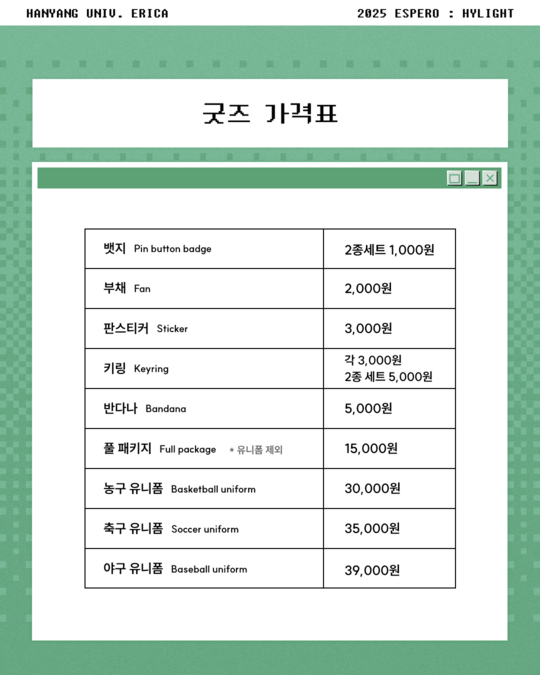 HANYANG UNIV. ERICA
2025 ESPERO : HYLIGHT
굿즈 가격표
뱃지 Pin button badge 2종세트 1,000원
부채 Fan 2,000원
판스티커 Sticker 3,000원
키링 Keyring 각 3,000원
2종 세트 5,000원
반다나 Bandana 5,000원
풀 패키지 Full package * 유니폼 제외 15,000원
농구 유니폼 Basketball uniform 30,000원
축구 유니폼 Soccer uniform 35,000원
야구 유니폼 Baseball uniform 39,000원